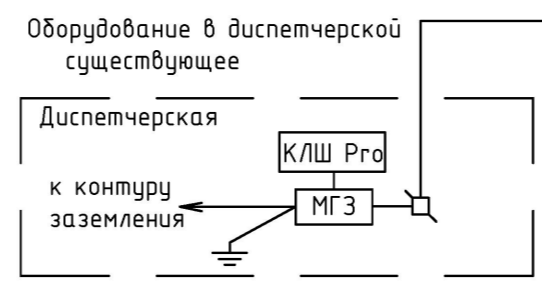 Оборудование в диспетчерской
существующее
Диспетчерская
КЛШ Pro
к контуру
заземления
МГЗ